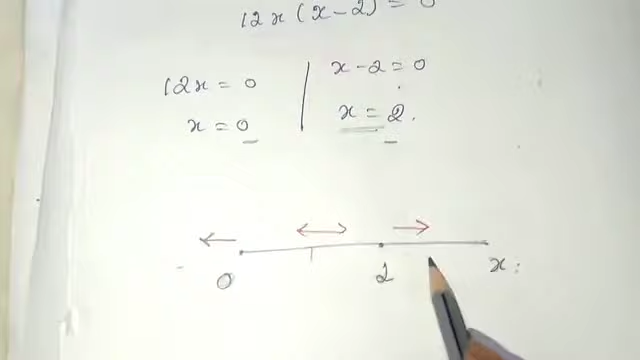 12x (x-2) = 0
12x = 0
x = 0
x-2 = 0
x = 2.
0
2
x: